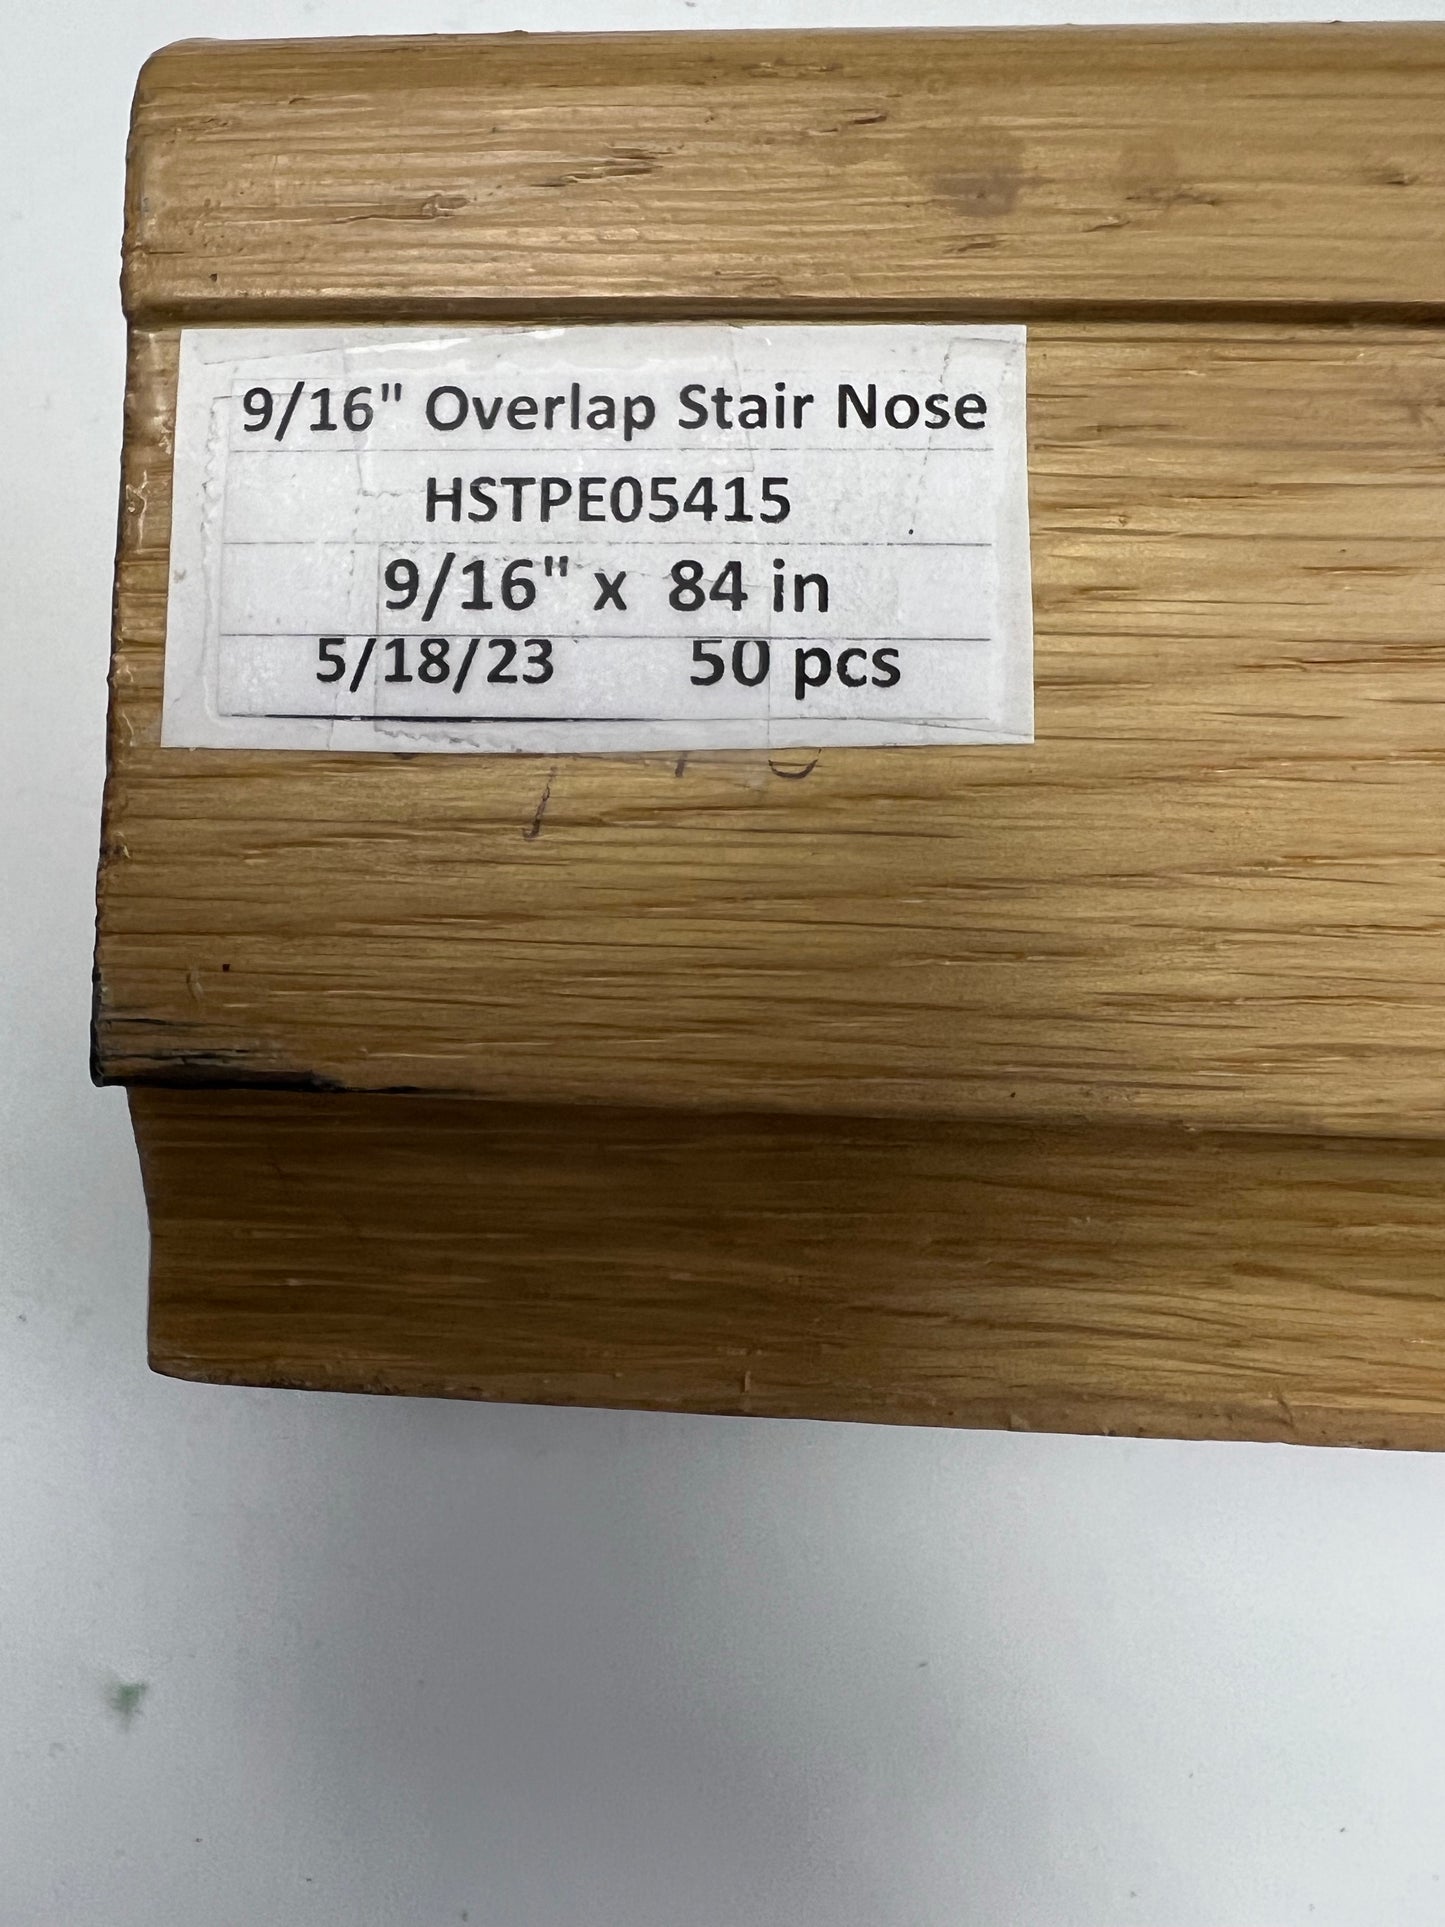 9/16" Overlap Stair Nose
HSTPE05415
9/16" x 84 in
5/18/23 50 pcs